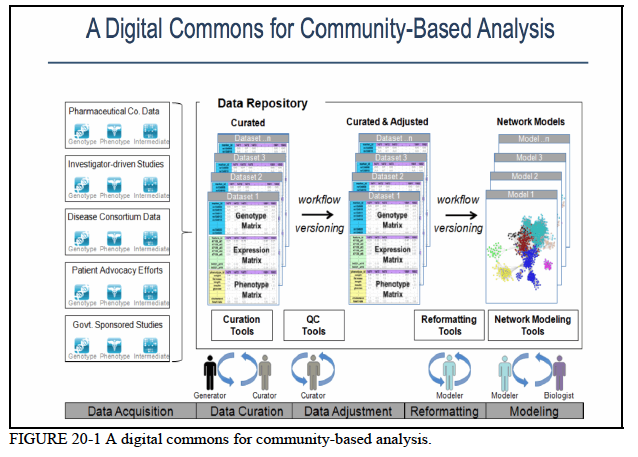 A Digital Commons for Community-Based Analysis
Pharmaceutical Co. Data
Genotype Phenotype Intermediate
Investigator-driven Studies
Genotype Phenotype Intermediate
Disease Consortium Data
Genotype Phenotype Intermediate
Patient Advocacy Efforts
Genotype Phenotype Intermediate
Govt. Sponsored Studies
Genotype Phenotype Intermediate
Data Repository
Curated
Dataset...n
Dataset 3
Dataset 2
Dataset 1
Genotype
Matrix
Expression
Matrix
Phenotype
Matrix
workflow
versioning
Curated & Adjusted
Dataset...n
Dataset 3
Dataset 2
Dataset 1
Genotype
Matrix
Expression
Matrix
Phenotype
Matrix
workflow
versioning
Network Models
Model...n
Model 3
Model 2
Model 1
Curation
Tools
QC
Tools
Reformatting
Tools
Network Modeling
Tools
Generator
Curator
Curator
Modeler
Modeler
Biologist
Data Acquisition
Data Curation
Data Adjustment
Reformatting
Modeling
FIGURE 20-1 A digital commons for community-based analysis.